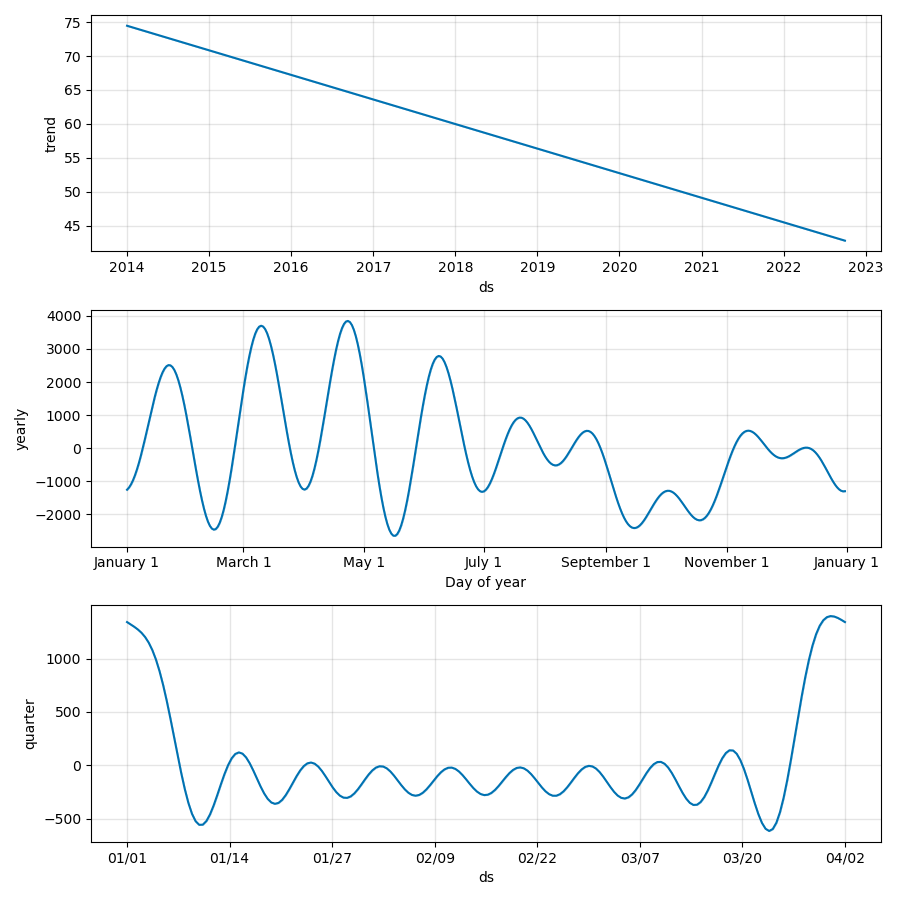 75
70
65
60
55
50
45
trend
2014 2015 2016 2017 2018 2019 2020 2021 2022 2023
ds
4000
3000
2000
1000
0
−1000
−2000
yearly
January 1 March 1 May 1 July 1 September 1 November 1 January 1
Day of year
1000
500
0
−500
quarter
01/01 01/14 01/27 02/09 02/22 03/07 03/20 04/02
ds